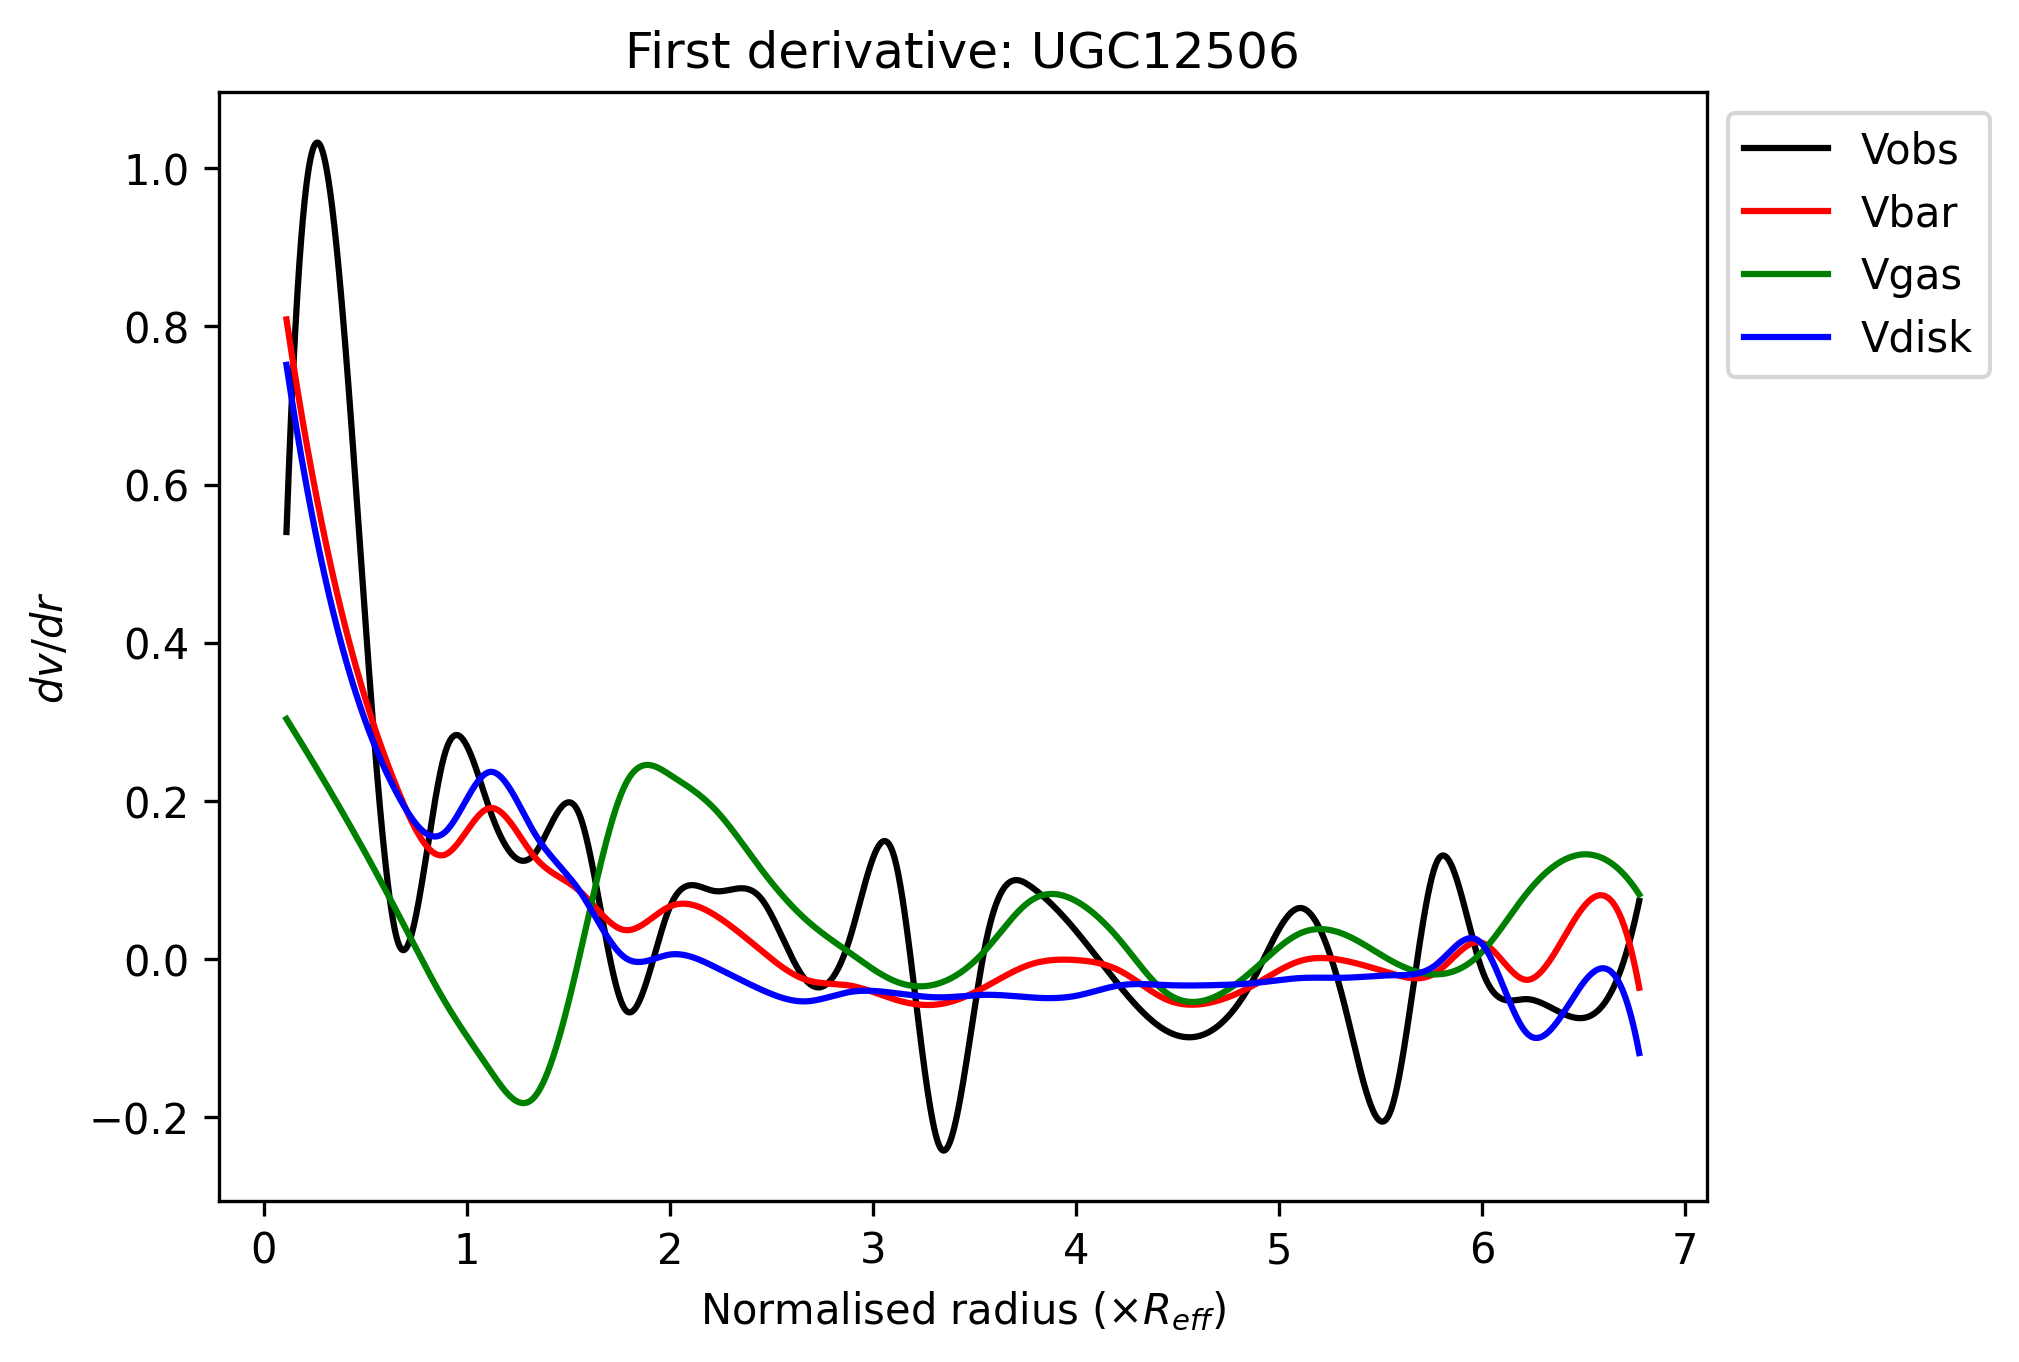 First derivative: UGC12506
1.0
0.8
0.6
0.4
0.2
0.0
−0.2
dv/dr
0 1 2 3 4 5 6 7
Normalised radius (×R_eff)
Vobs
Vbar
Vgas
Vdisk